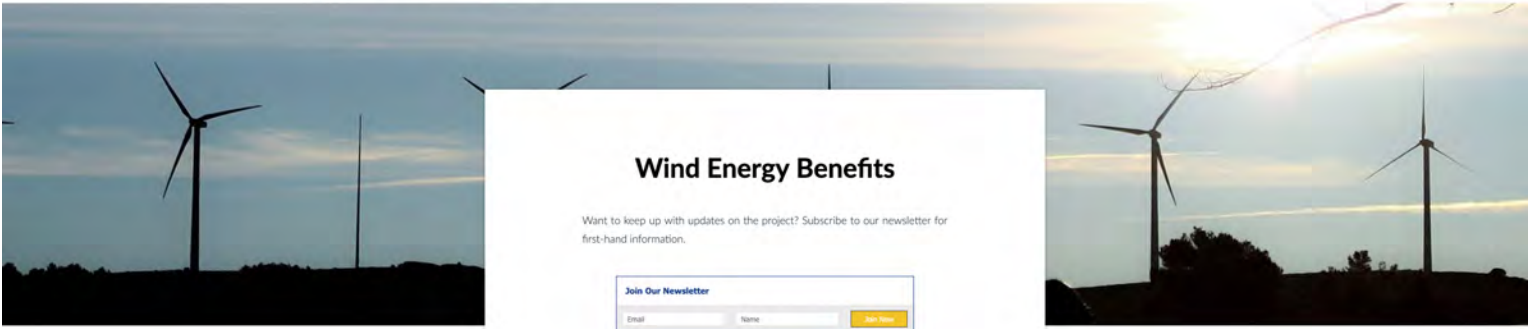 Wind Energy Benefits
Want to keep up with updates on the project? Subscribe to our newsletter for
first-hand information.
Join Our Newsletter
Email
Name
Join Now